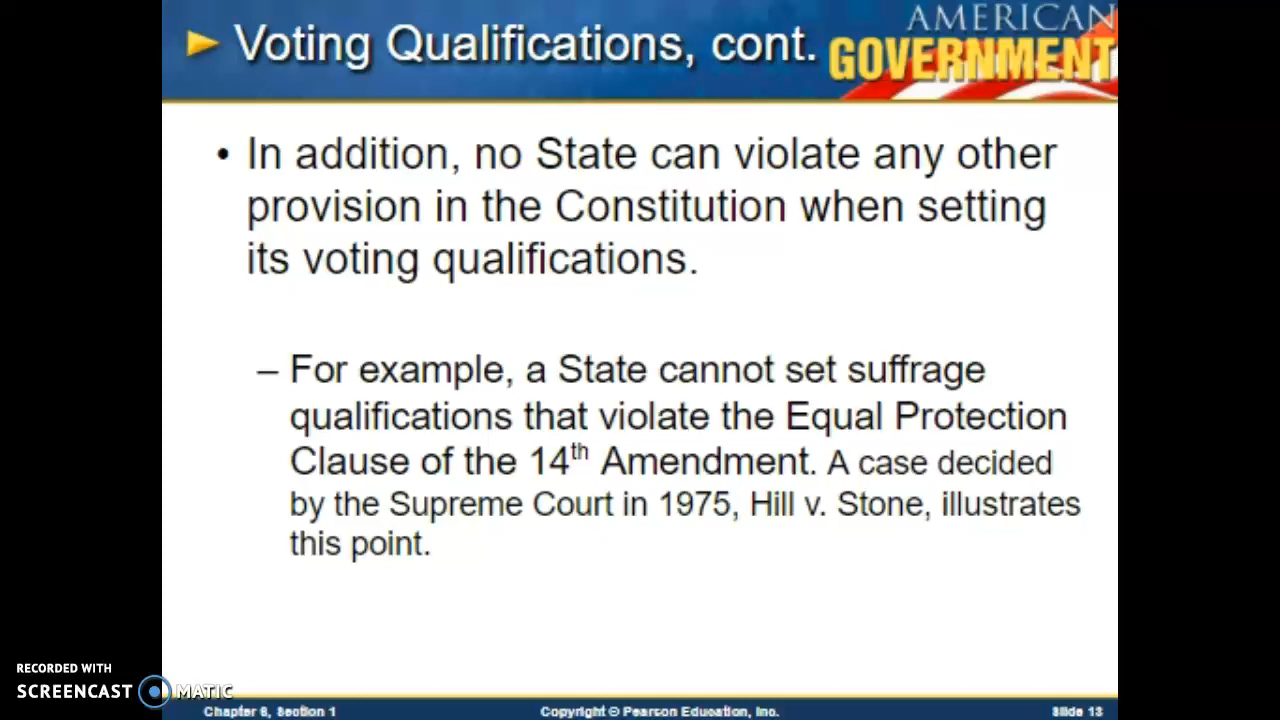 Voting Qualifications, cont.
AMERICAN
GOVERNMENT
• In addition, no State can violate any other
provision in the Constitution when setting
its voting qualifications.
– For example, a State cannot set suffrage
qualifications that violate the Equal Protection
Clause of the 14th Amendment. A case decided
by the Supreme Court in 1975, Hill v. Stone, illustrates
this point.
RECORDED WITH
SCREENCAST MATIC
Chapter 6, Section 1
Copyright © Pearson Education, Inc.
Slide 13